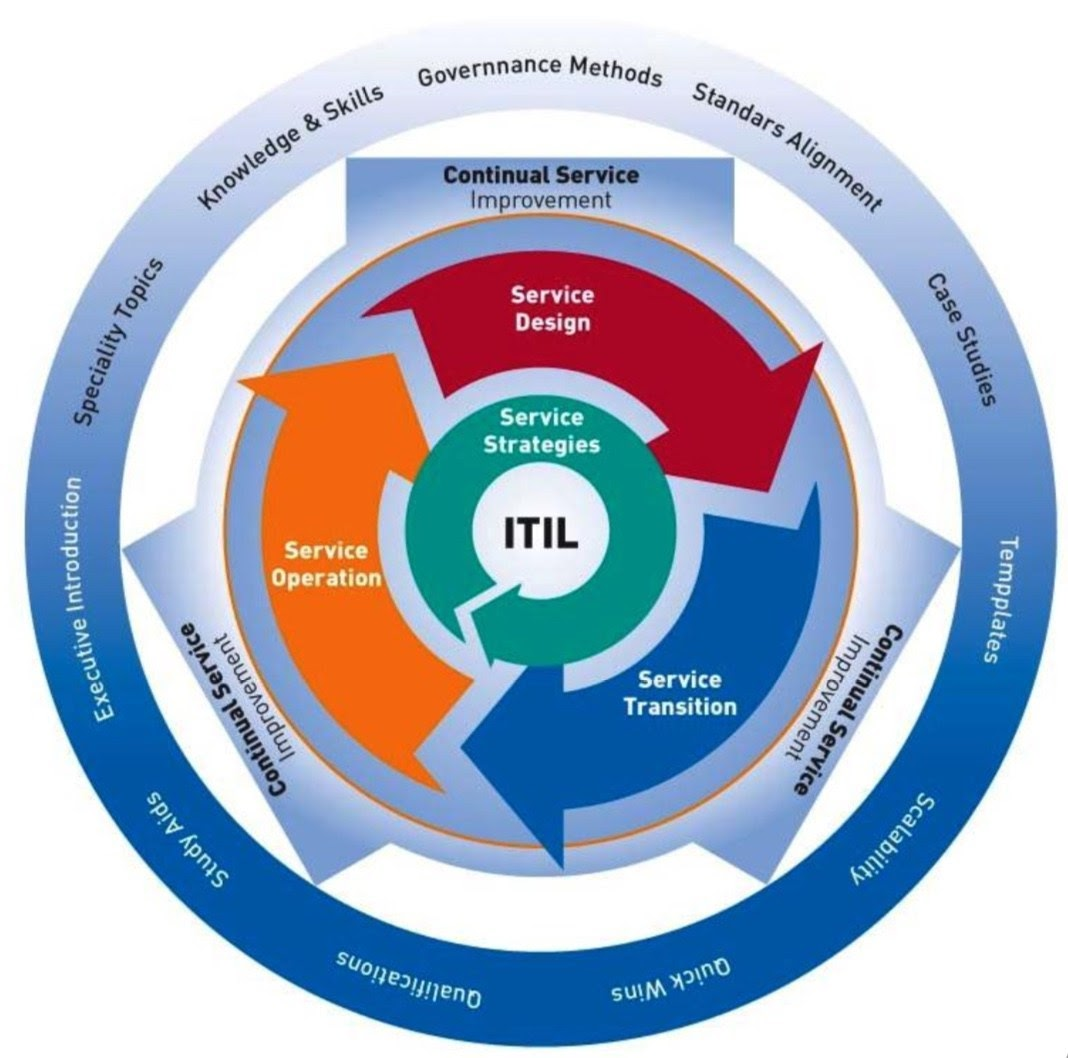 Governnance Methods
Standars Alignment
Case Studies
Tempplates
Scalability
Quick Wins
Qualifications
Study Aids
Executive Introduction
Speciality Topics
Knowledge & Skills
Continual Service
Improvement
Continual Service
Improvement
Continual Service
Improvement
Service
Design
Service
Transition
Service
Operation
Service
Strategies
ITIL